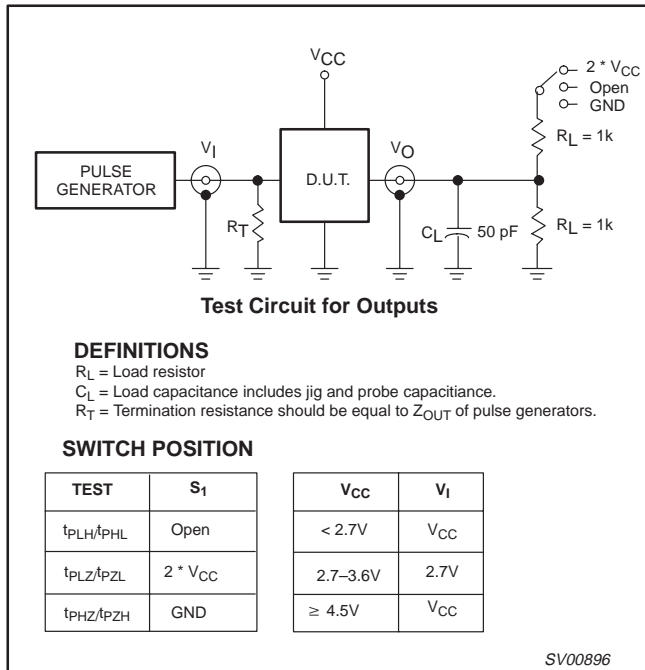 VCC
2 * VCC
Open
GND
VI
VO
RL = 1k
PULSE
GENERATOR
D.U.T.
RT
CL
50 pF
RL = 1k
Test Circuit for Outputs
DEFINITIONS
RL = Load resistor
CL = Load capacitance includes jig and probe capacitiance.
RT = Termination resistance should be equal to ZOUT of pulse generators.
SWITCH POSITION
TEST S1
tPLH/tPHL Open
tPLZ/tPZL 2 * VCC
tPHZ/tPZH GND
VCC VI
< 2.7V VCC
2.7–3.6V 2.7V
≥ 4.5V VCC
SV00896